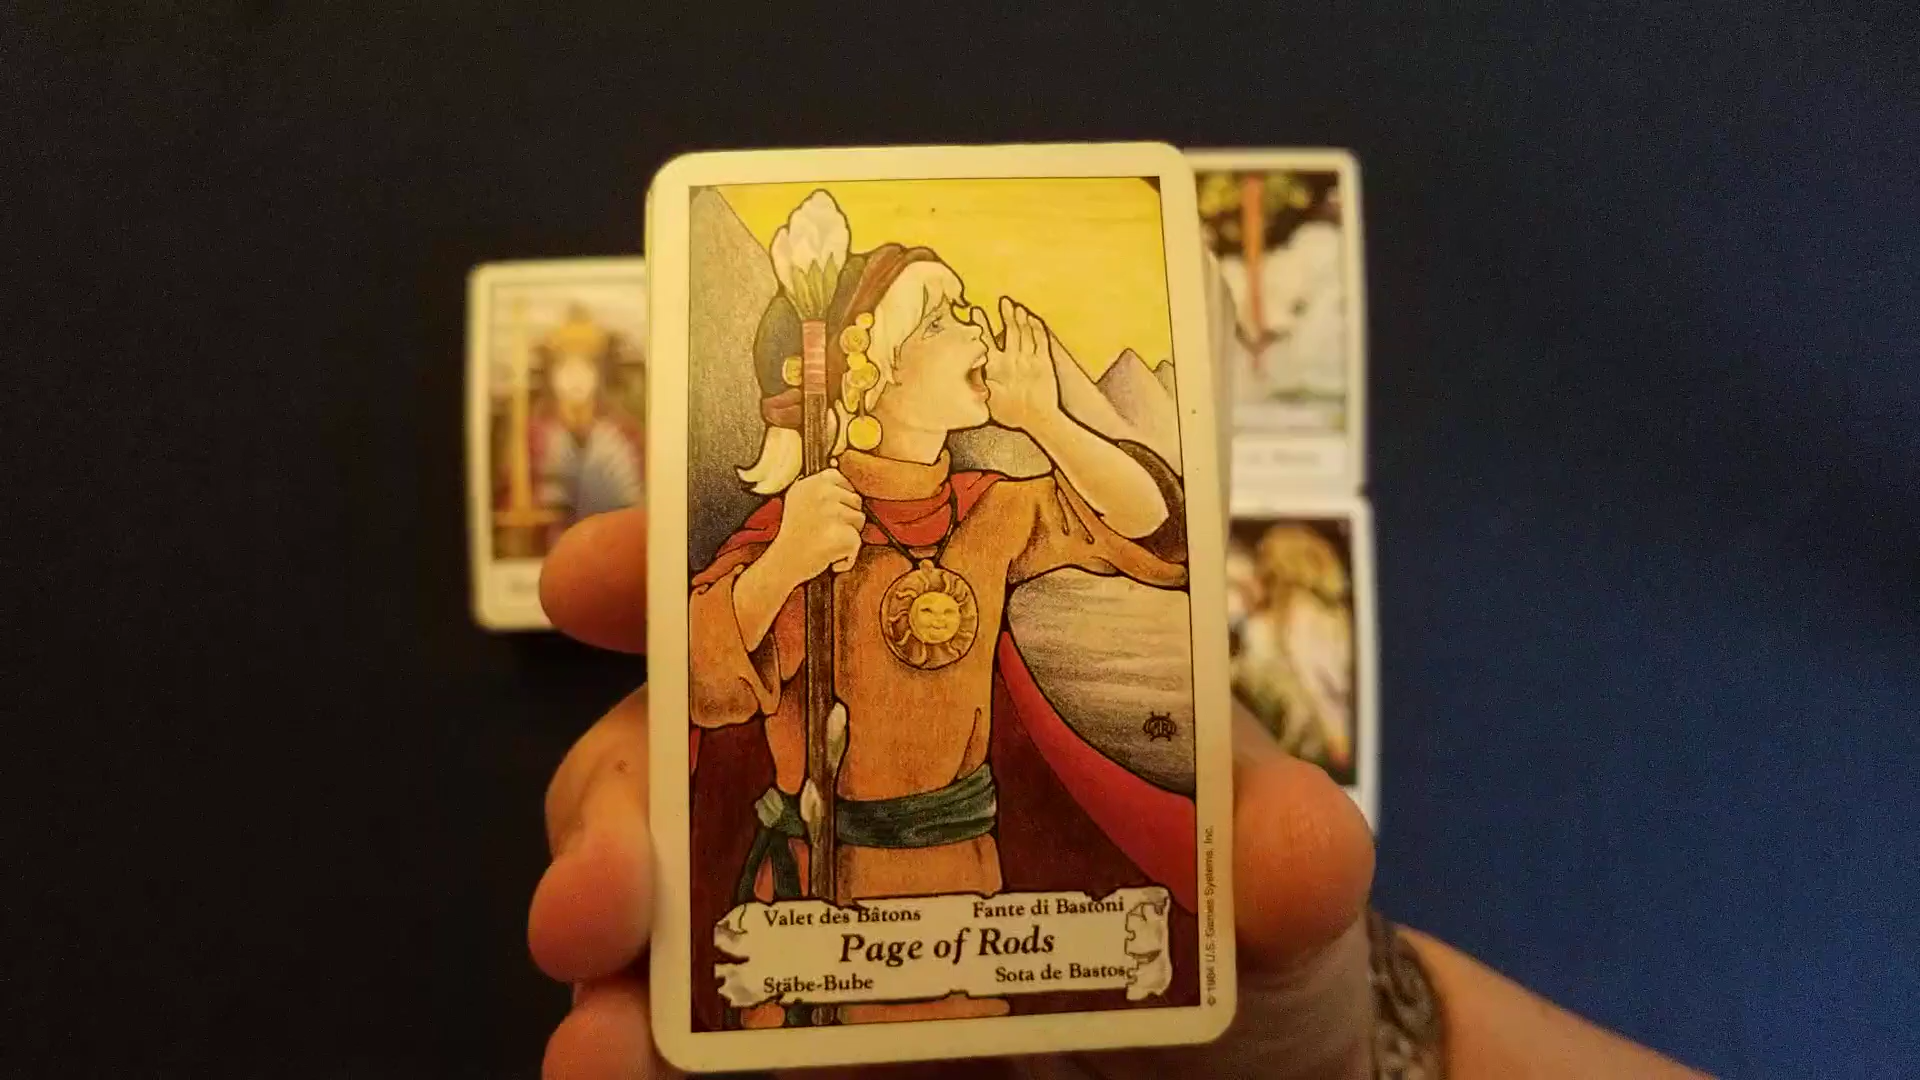 Valet des Bâtons
Fante di Bastoni
Page of Rods
Stäbe-Bube
Sota de Bastos
© 1984 U.S. Games Systems, Inc.